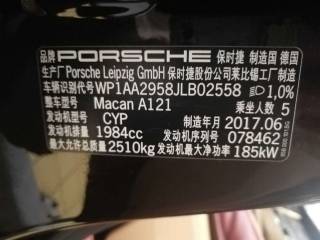 品牌 PORSCHE 保时捷 制造国 德国
生产厂 Porsche Leipzig GmbH 保时捷股份公司莱比锡工厂制造
车辆识别代号 WP1AA2958JLB02558 1,0%
整车型号 Macan A121 乘坐人数 5
发动机型号 CYP 制造年月 2017.06
发动机排量 1984cc 发动机序列号 078462
最大允许总质量 2510kg 发动机最大净功率 185kW